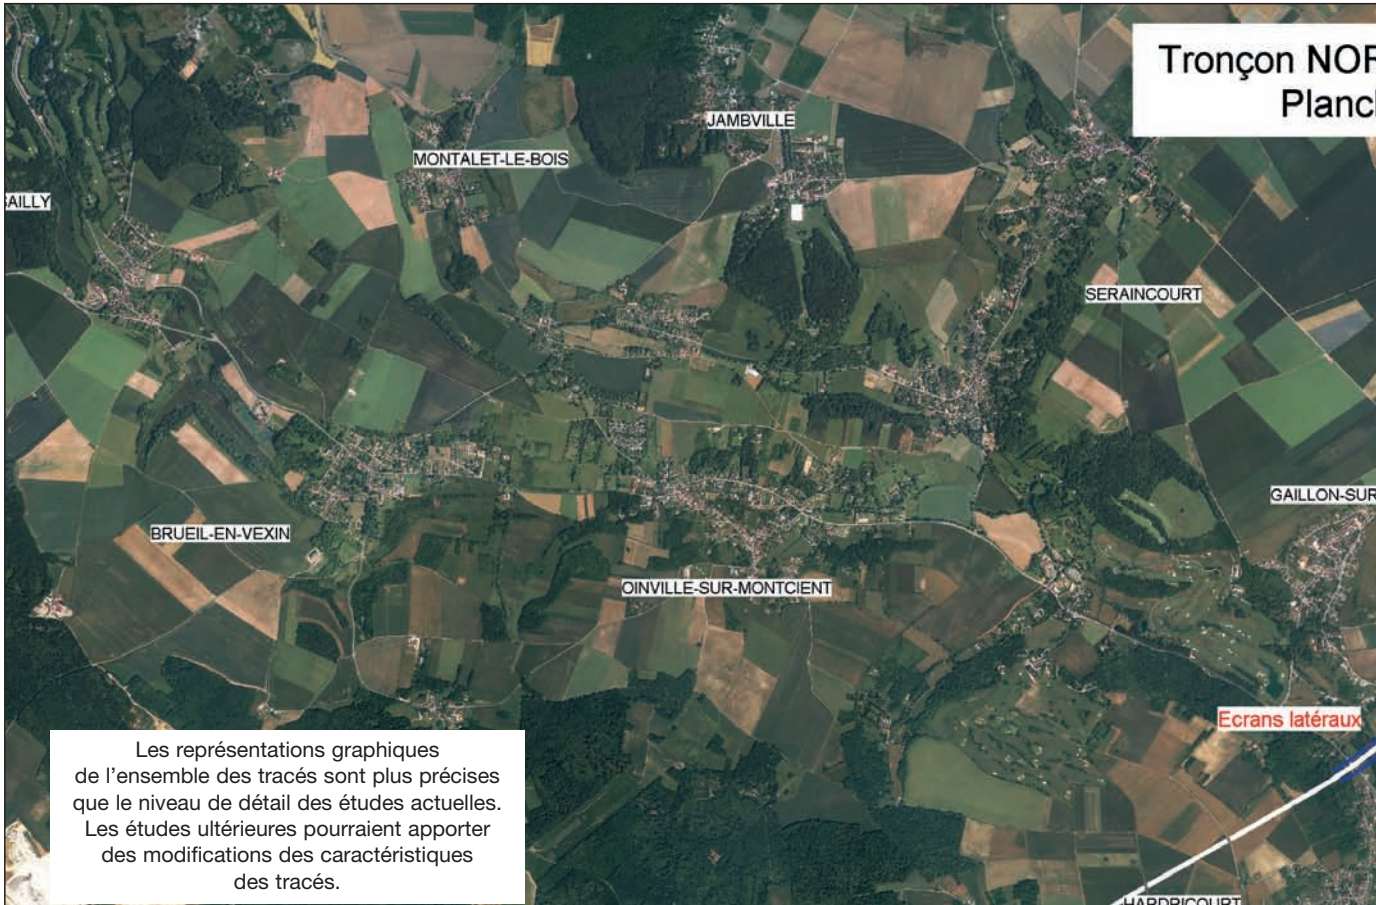 Tronçon NOR
Planc
JAMBVILLE
MONTALET-LE-BOIS
SAILLY
SERAINCOURT
GAILLON-SUR
BRUEIL-EN-VEXIN
OINVILLE-SUR-MONTCIENT
Ecrans latéraux
Les représentations graphiques
de l'ensemble des tracés sont plus précises
que le niveau de détail des études actuelles.
Les études ultérieures pourraient apporter
des modifications des caractéristiques
des tracés.
HARDRICOURT